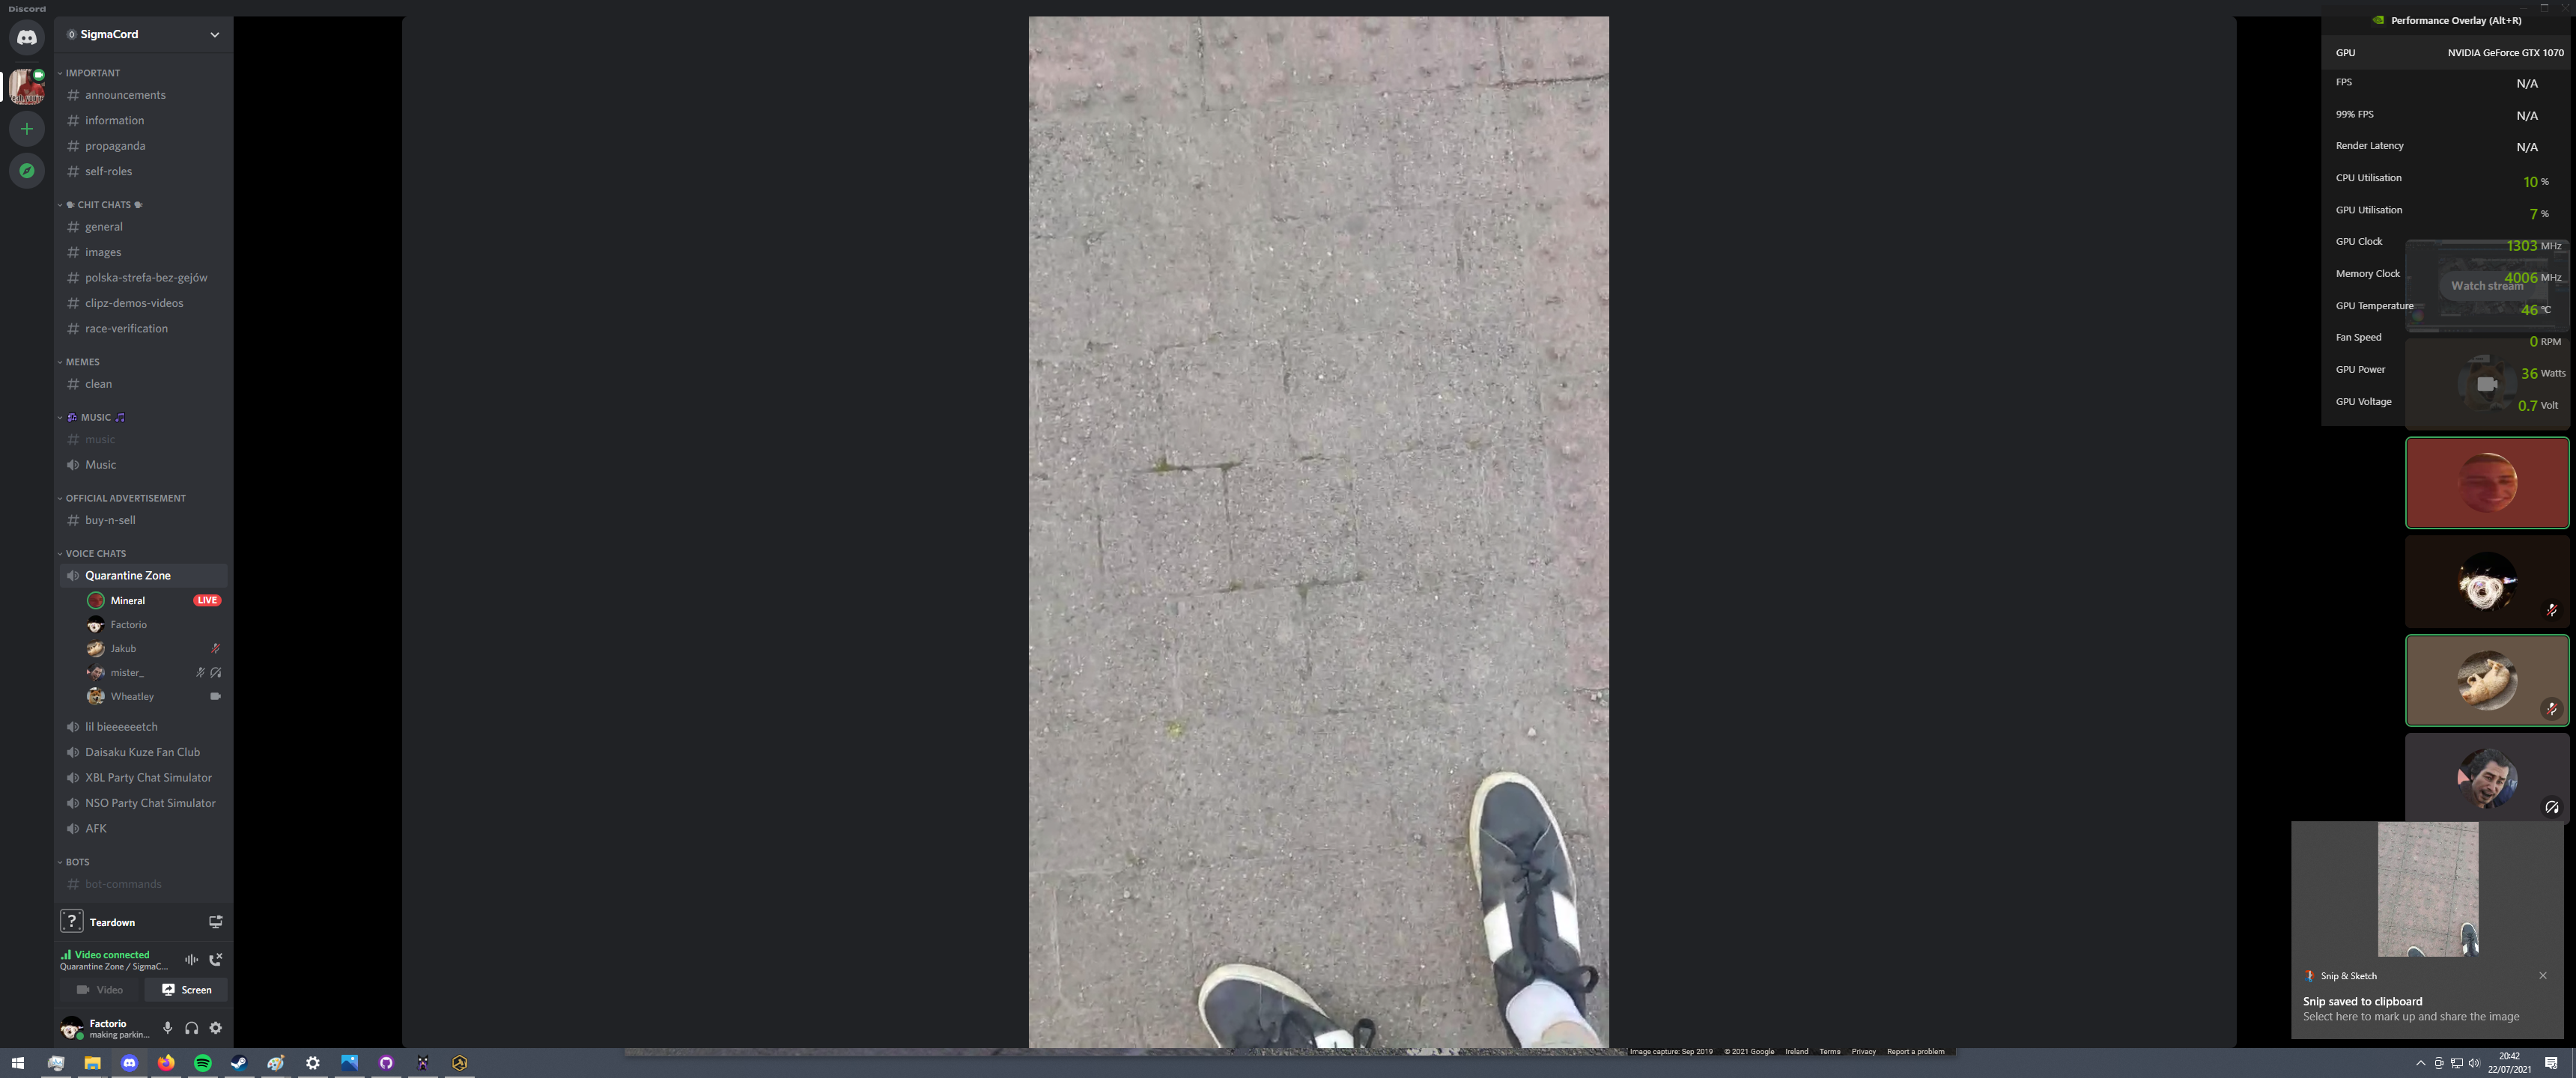 Discord
SigmaCord
IMPORTANT
announcements
information
propaganda
self-roles
CHIT CHATS
general
images
polska-strefa-bez-gejów
clipz-demos-videos
race-verification
MEMES
clean
MUSIC
music
Music
OFFICIAL ADVERTISEMENT
buy-n-sell
VOICE CHATS
Quarantine Zone
Mineral LIVE
Factorio
Jakub
mister_
Wheatley
lil bieeeeeetch
Daisaku Kuze Fan Club
XBL Party Chat Simulator
NSO Party Chat Simulator
AFK
BOTS
bot-commands
? Teardown
Video connected
Quarantine Zone / SigmaC...
Video Screen
Factorio
making parkin...
Performance Overlay (Alt+R)
GPU NVIDIA GeForce GTX 1070
FPS N/A
99% FPS N/A
Render Latency N/A
CPU Utilisation 10 %
GPU Utilisation 7 %
GPU Clock 1303 MHz
Memory Clock 4006 MHz
Watch stream
GPU Temperature 46 °C
Fan Speed 0 RPM
GPU Power 36 Watts
GPU Voltage 0.7 Volt
Snip & Sketch
Snip saved to clipboard
Select here to mark up and share the image
Image capture: Sep 2019 © 2021 Google Ireland Terms Privacy Report a problem
20:42
22/07/2021